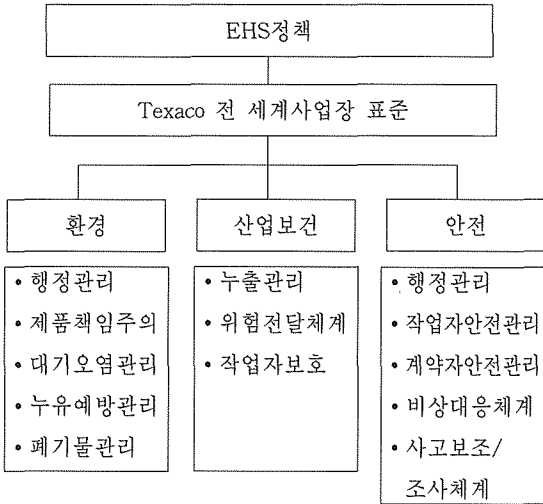 EHS정책
Texaco 전 세계사업장 표준
환경
산업보건
안전
• 행정관리
• 제품책임주의
• 대기오염관리
• 누유예방관리
• 폐기물관리
• 누출관리
• 위험전달체계
• 작업자보호
• 행정관리
• 작업자안전관리
• 계약자안전관리
• 비상대응체계
• 사고보조/
조사체계